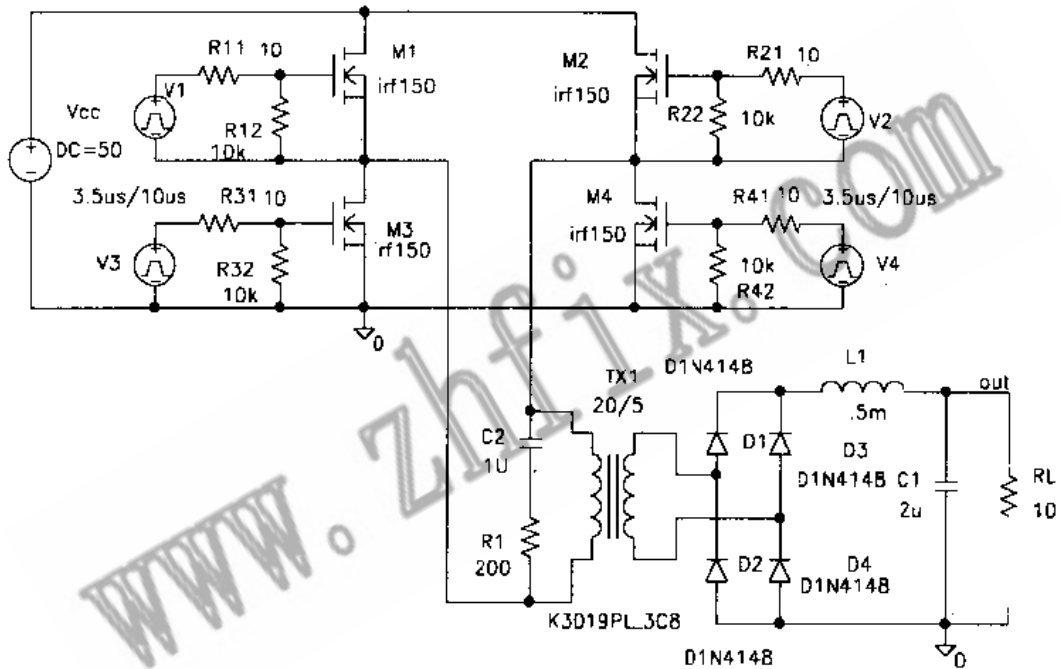 R11 10
M1
irf150
V1
R12
10k
Vcc
DC=50
M2
irf150
R21 10
R22
10k
V2
3.5us/10us
R31 10
M3
irf150
V3
R32
10k
M4
irf150
R41 10
3.5us/10us
10k
R42
V4
0
D1N4148
TX1
20/5
L1
.5m
out
C2
1U
D1
D3
D1N4148
C1
2u
RL
10
R1
200
D2
D4
D1N4148
K3019PL_3C8
0
D1N4148
www.zhfix.com